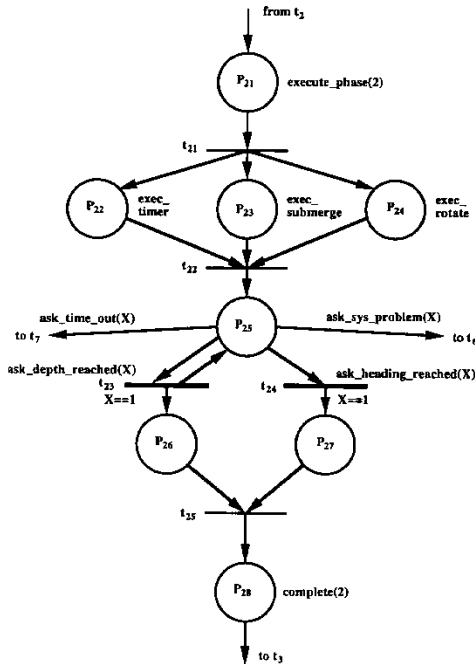 from t2
P21 execute_phase(2)
t21
P22 exec_
timer
P23 exec_
submerge
P24 exec_
rotate
t22
ask_time_out(X) P25 ask_sys_problem(X)
to t7 to t6
ask_depth_reached(X) ask_heading_reached(X)
t23 t24
X==1 X==1
P26 P27
t25
P28 complete(2)
to t3